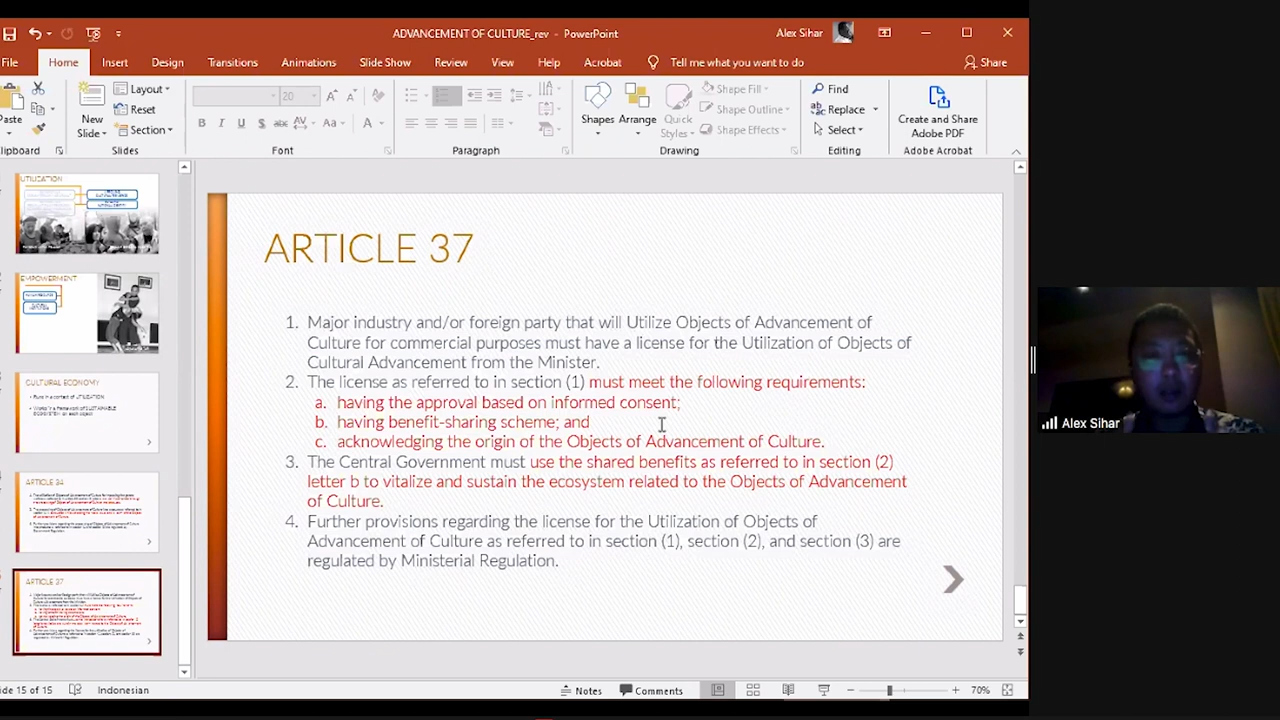 ADVANCEMENT OF CULTURE_rev - PowerPoint
Alex Sihar
File Home Insert Design Transitions Animations Slide Show Review View Help Acrobat Tell me what you want to do Share
Paste
New Slide
Layout
Reset
Section
20
Shapes
Arrange
Quick Styles
Shape Fill
Shape Outline
Shape Effects
Find
Replace
Select
Create and Share
Adobe PDF
lipboard Slides Font Paragraph Drawing Editing Adobe Acrobat
UTILIZATION
EMPOWERMENT
CULTURAL ECONOMY
ARTICLE 34
ARTICLE 37
ARTICLE 37
1. Major industry and/or foreign party that will Utilize Objects of Advancement of
Culture for commercial purposes must have a license for the Utilization of Objects of
Cultural Advancement from the Minister.
2. The license as referred to in section (1) must meet the following requirements:
a. having the approval based on informed consent;
b. having benefit-sharing scheme; and
c. acknowledging the origin of the Objects of Advancement of Culture.
3. The Central Government must use the shared benefits as referred to in section (2)
letter b to vitalize and sustain the ecosystem related to the Objects of Advancement
of Culture.
4. Further provisions regarding the license for the Utilization of Objects of
Advancement of Culture as referred to in section (1), section (2), and section (3) are
regulated by Ministerial Regulation.
Alex Sihar
ide 15 of 15 Indonesian Notes Comments 70%